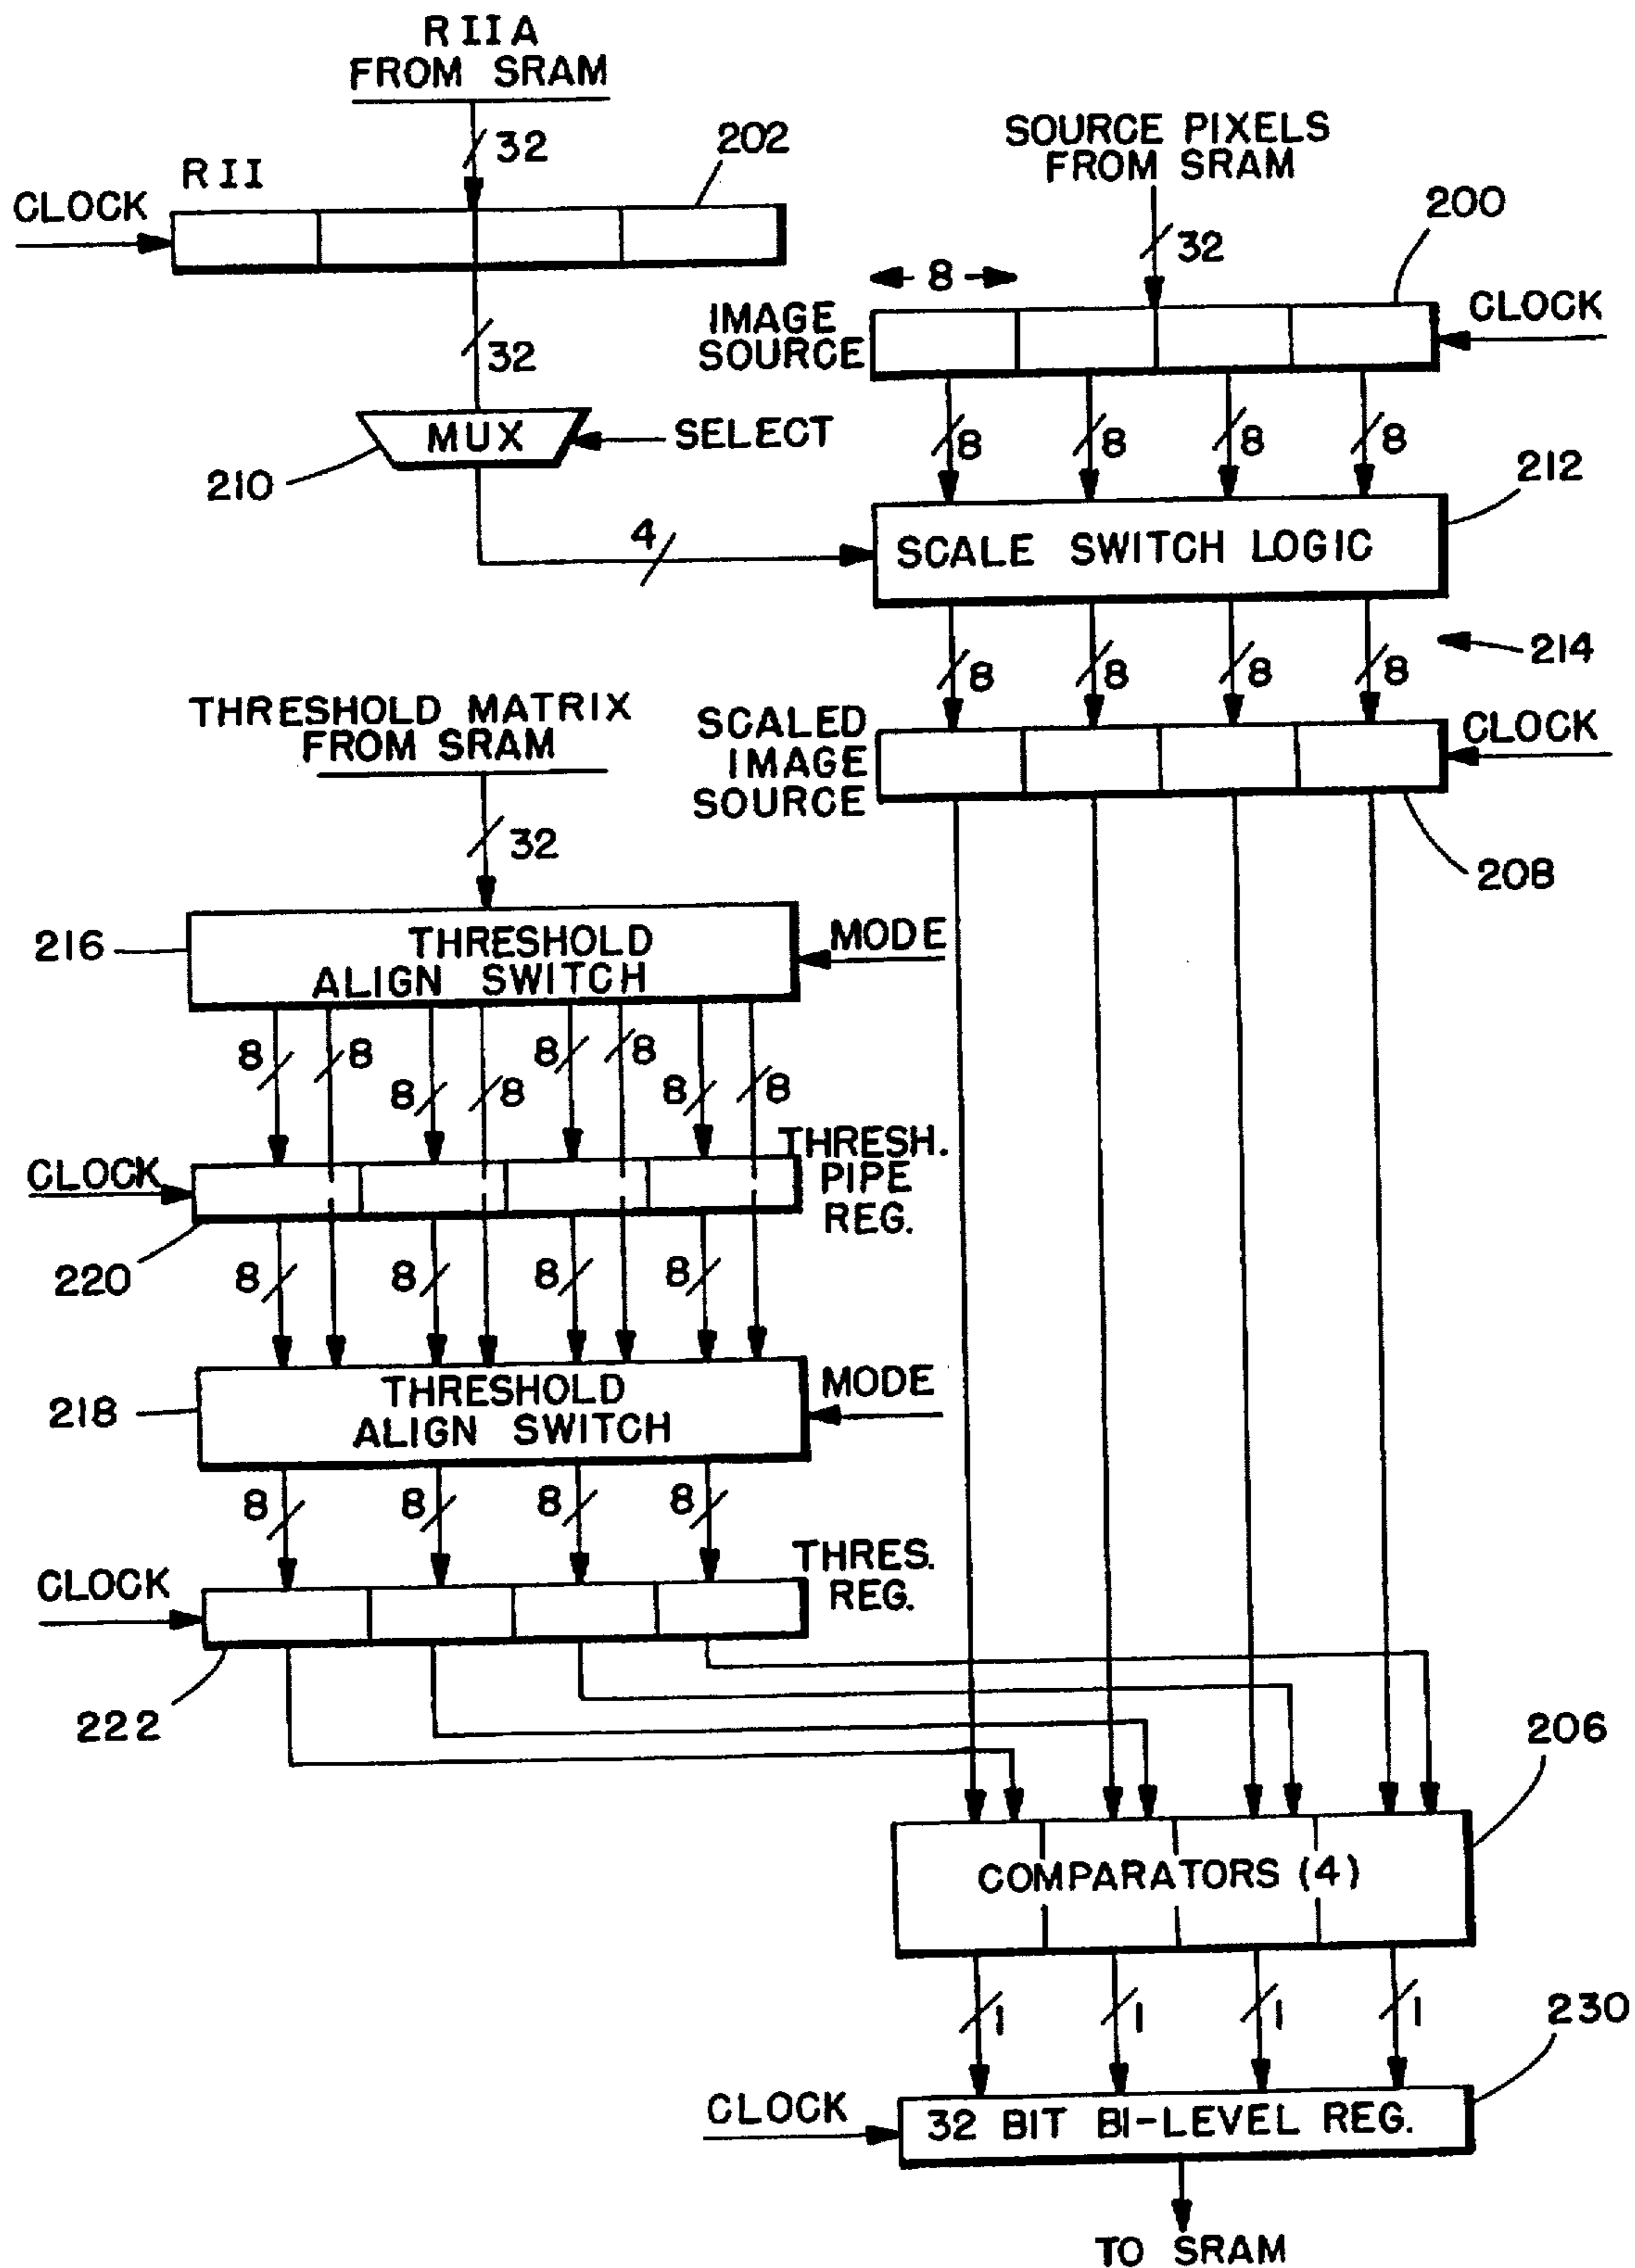 RIIA
FROM SRAM
32
RII
202
CLOCK
SOURCE PIXELS
FROM SRAM
32
200
8
IMAGE
SOURCE
CLOCK
32
MUX
SELECT
210
8 8 8 8
212
4
SCALE SWITCH LOGIC
214
8 8 8 8
THRESHOLD MATRIX
FROM SRAM
SCALED
IMAGE
SOURCE
CLOCK
32
208
216
THRESHOLD
ALIGN SWITCH
MODE
8 8 8 8 8 8 8 8
THRESH.
PIPE
REG.
CLOCK
220
8 8 8 8
218
THRESHOLD
ALIGN SWITCH
MODE
8 8 8 8
THRES.
REG.
CLOCK
222
206
COMPARATORS (4)
1 1 1 1
230
CLOCK
32 BIT BI-LEVEL REG.
TO SRAM